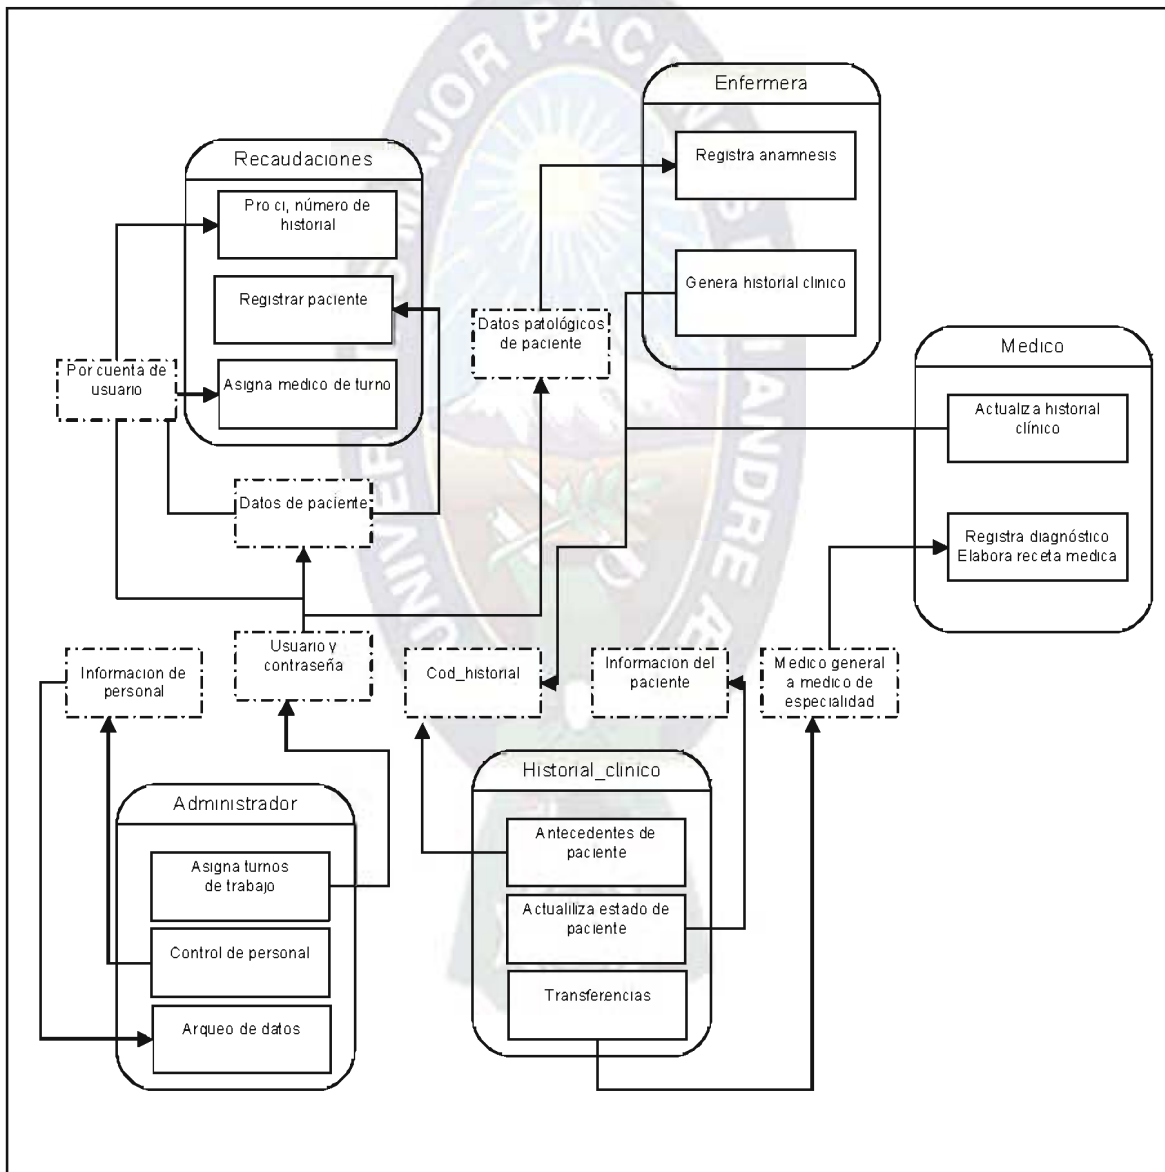 Enfermera
Registra anamnesis
Genera historial clinico
Recaudaciones
Pro ci, número de
historial
Registrar paciente
Asigna medico de turno
Por cuenta de
usuario
Datos de paciente
Datos patológicos
de paciente
Medico
Actualiza historial
clínico
Registra diagnóstico
Elabora receta medica
Informacion de
personal
Usuario y
contraseña
Cod_historial
Informacion del
paciente
Medico general
a medico de
especialidad
Administrador
Asigna turnos
de trabajo
Control de personal
Arqueo de datos
Historial_clinico
Antecedentes de
paciente
Actualiliza estado de
paciente
Transferencias